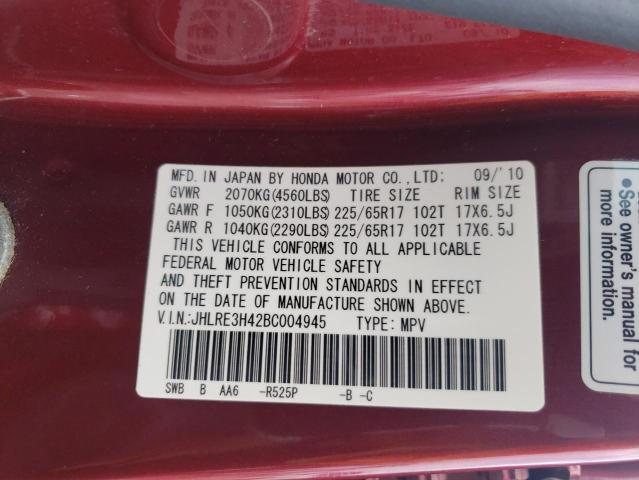 MFD. IN JAPAN BY HONDA MOTOR CO., LTD: 09/'10
GVWR 2070KG(4560LBS) TIRE SIZE RIM SIZE
GAWR F 1050KG(2310LBS) 225/65R17 102T 17X6.5J
GAWR R 1040KG(2290LBS) 225/65R17 102T 17X6.5J
THIS VEHICLE CONFORMS TO ALL APPLICABLE
FEDERAL MOTOR VEHICLE SAFETY
AND THEFT PREVENTION STANDARDS IN EFFECT
ON THE DATE OF MANUFACTURE SHOWN ABOVE.
V.I.N.:JHLRE3H42BC004945 TYPE: MPV
SWB B AA6 -R525P -B -C
•See owner's manual for
more information.